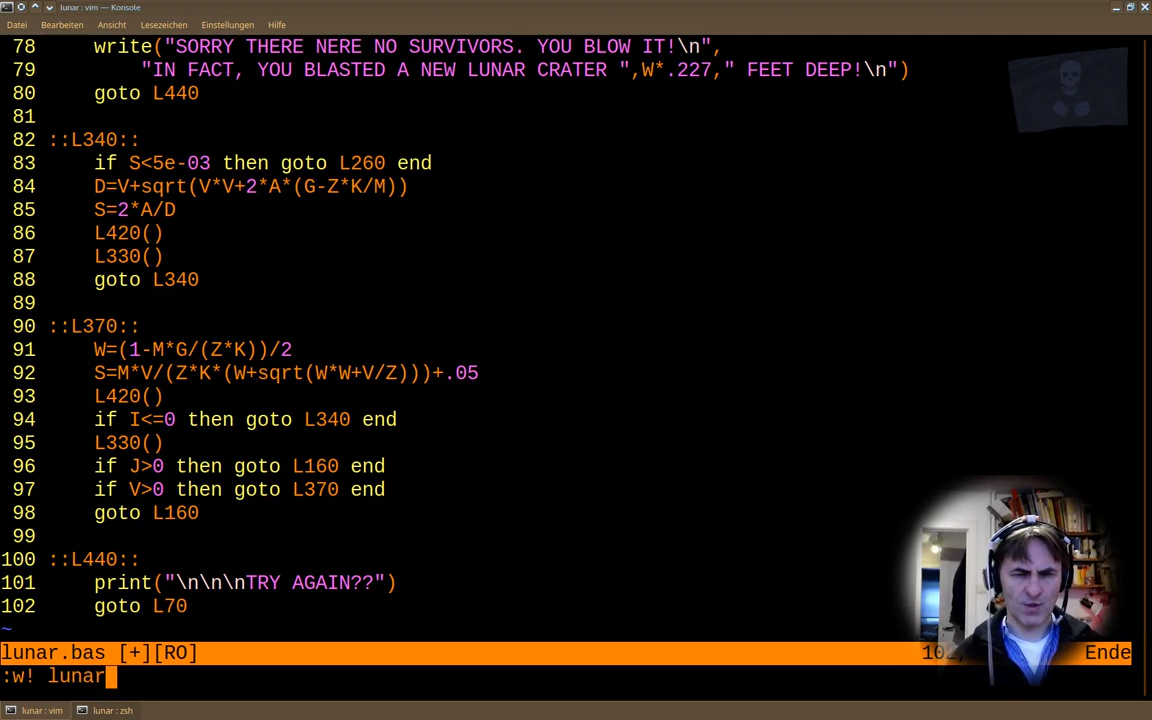 lunar : vim — Konsole
Datei Bearbeiten Ansicht Lesezeichen Einstellungen Hilfe
78 write("SORRY THERE NERE NO SURVIVORS. YOU BLOW IT!\n",
79 "IN FACT, YOU BLASTED A NEW LUNAR CRATER ",W*.227," FEET DEEP!\n")
80 goto L440
81
82 ::L340::
83 if S<5e-03 then goto L260 end
84 D=V+sqrt(V*V+2*A*(G-Z*K/M))
85 S=2*A/D
86 L420()
87 L330()
88 goto L340
89
90 ::L370::
91 W=(1-M*G/(Z*K))/2
92 S=M*V/(Z*K*(W+sqrt(W*W+V/Z)))+.05
93 L420()
94 if I<=0 then goto L340 end
95 L330()
96 if J>0 then goto L160 end
97 if V>0 then goto L370 end
98 goto L160
99
100 ::L440::
101 print("\n\n\nTRY AGAIN??")
102 goto L70
~
lunar.bas [+][RO] Ende
:w! lunar
lunar : vim lunar : zsh